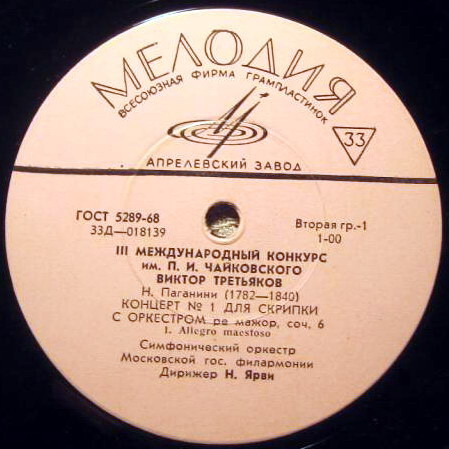 МЕЛОДИЯ
ВСЕСОЮЗНАЯ ФИРМА ГРАМПЛАСТИНОК
33
АПРЕЛЕВСКИЙ ЗАВОД
ГОСТ 5289-68
33Д—018139
Вторая гр.-1
1-00
III МЕЖДУНАРОДНЫЙ КОНКУРС
им. П. И. ЧАЙКОВСКОГО
ВИКТОР ТРЕТЬЯКОВ
Н. Паганини (1782—1840)
КОНЦЕРТ № 1 ДЛЯ СКРИПКИ
С ОРКЕСТРОМ ре мажор, соч. 6
1. Allegro maestoso
Симфонический оркестр
Московской гос. филармонии
Дирижер Н. Ярви